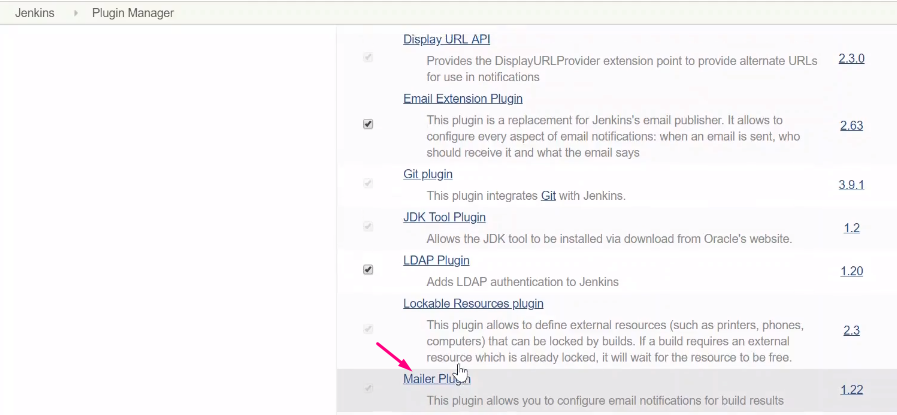 Jenkins
Plugin Manager
Display URL API
Provides the DisplayURLProvider extension point to provide alternate URLs
for use in notifications
2.3.0
Email Extension Plugin
This plugin is a replacement for Jenkins's email publisher. It allows to
configure every aspect of email notifications: when an email is sent, who
should receive it and what the email says
2.63
Git plugin
This plugin integrates Git with Jenkins.
3.9.1
JDK Tool Plugin
Allows the JDK tool to be installed via download from Oracle's website.
1.2
LDAP Plugin
Adds LDAP authentication to Jenkins
1.20
Lockable Resources plugin
This plugin allows to define external resources (such as printers, phones,
computers) that can be locked by builds. If a build requires an external
resource which is already locked, it will wait for the resource to be free.
2.3
Mailer Plugin
This plugin allows you to configure email notifications for build results
1.22